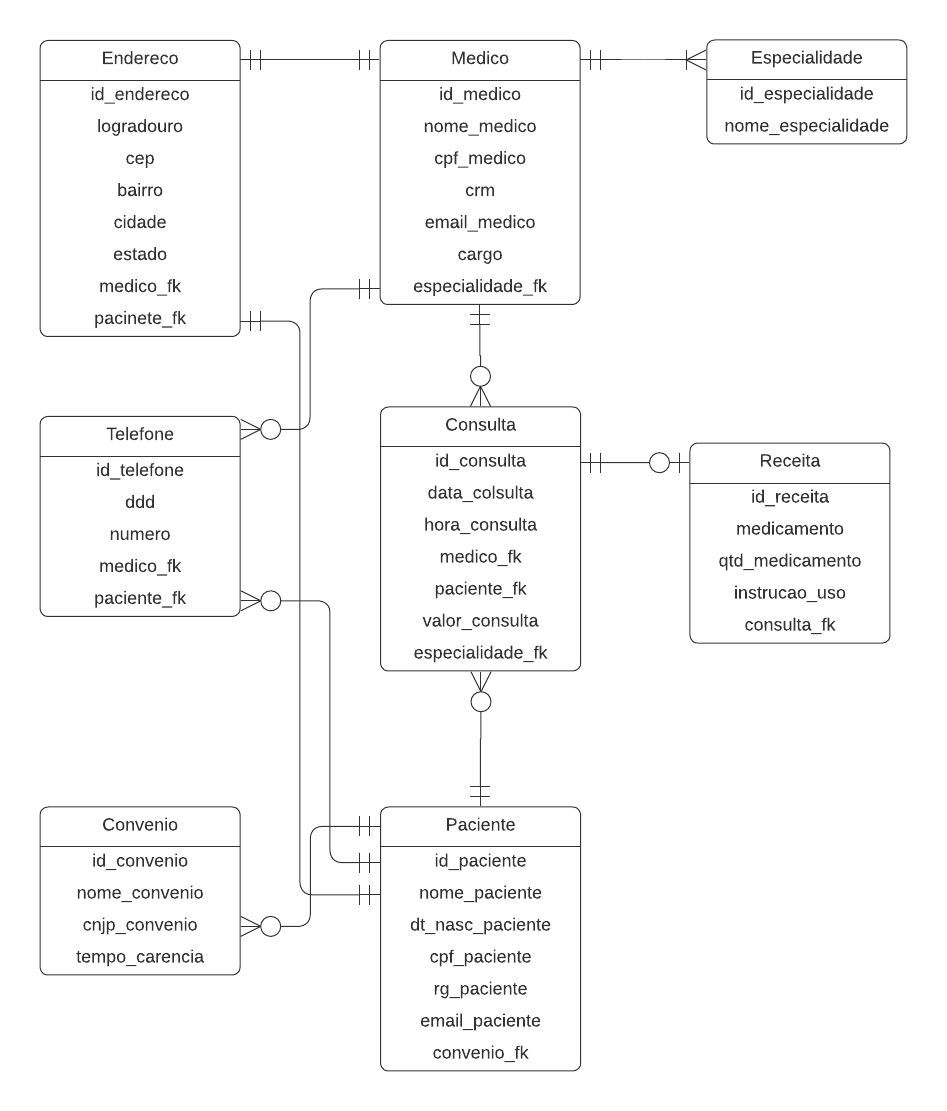 Endereco
id_endereco
logradouro
cep
bairro
cidade
estado
medico_fk
pacinete_fk
Medico
id_medico
nome_medico
cpf_medico
crm
email_medico
cargo
especialidade_fk
Especialidade
id_especialidade
nome_especialidade
Telefone
id_telefone
ddd
numero
medico_fk
paciente_fk
Consulta
id_consulta
data_colsulta
hora_consulta
medico_fk
paciente_fk
valor_consulta
especialidade_fk
Receita
id_receita
medicamento
qtd_medicamento
instrucao_uso
consulta_fk
Convenio
id_convenio
nome_convenio
cnjp_convenio
tempo_carencia
Paciente
id_paciente
nome_paciente
dt_nasc_paciente
cpf_paciente
rg_paciente
email_paciente
convenio_fk